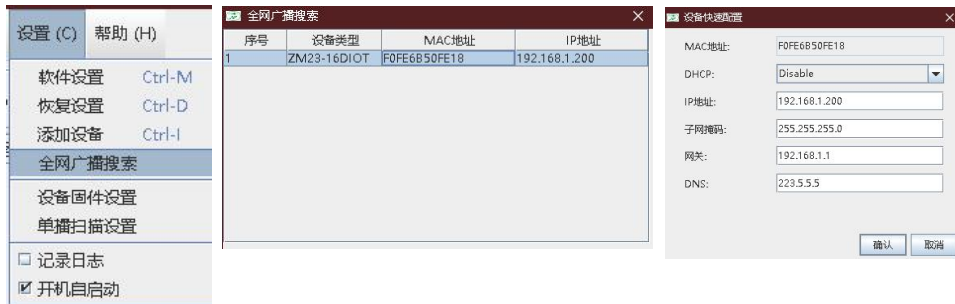 设置 (C) 帮助 (H)
软件设置 Ctrl-M
恢复设置 Ctrl-D
添加设备 Ctrl-I
全网广播搜索
设备固件设置
单播扫描设置
记录日志
开机自启动
全网广播搜索
序号 设备类型 MAC地址 IP地址
1 ZM23-16DIOT F0FE6B50FE18 192.168.1.200
设备快速配置
MAC地址: F0FE6B50FE18
DHCP: Disable
IP地址: 192.168.1.200
子网掩码: 255.255.255.0
网关: 192.168.1.1
DNS: 223.5.5.5
确认 取消